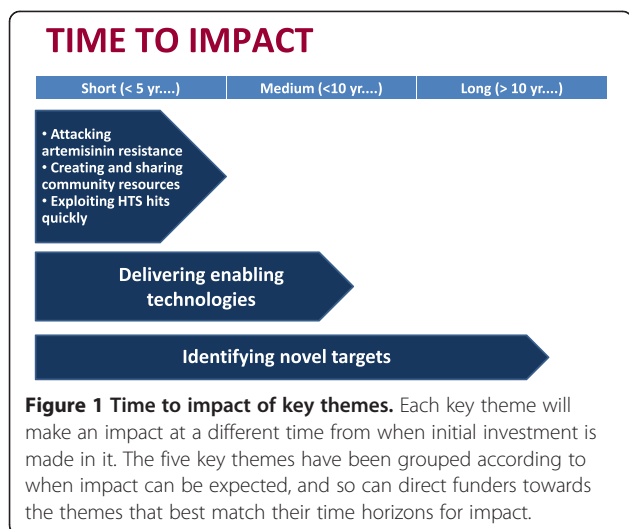 TIME TO IMPACT
Short (< 5 yr....) Medium (<10 yr....) Long (> 10 yr....)
• Attacking
artemisinin resistance
• Creating and sharing
community resources
• Exploiting HTS hits
quickly
Delivering enabling
technologies
Identifying novel targets
Figure 1 Time to impact of key themes. Each key theme will
make an impact at a different time from when initial investment is
made in it. The five key themes have been grouped according to
when impact can be expected, and so can direct funders towards
the themes that best match their time horizons for impact.